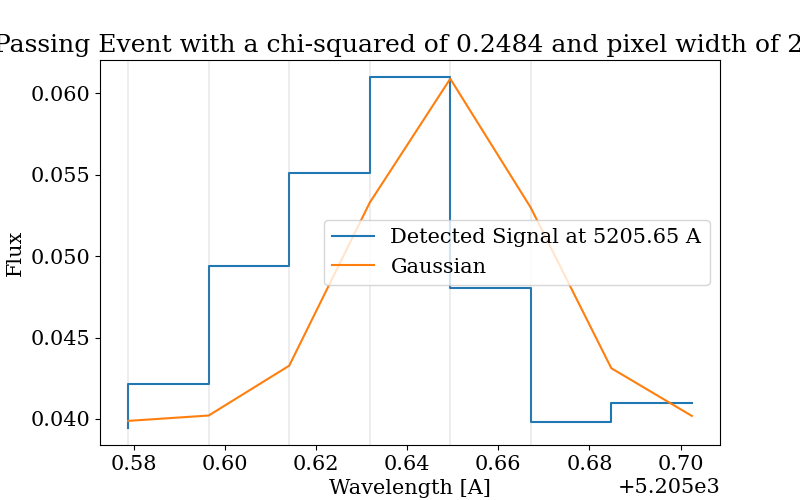 Passing Event with a chi-squared of 0.2484 and pixel width of 2
0.060
0.055
0.050
0.045
0.040
Flux
Detected Signal at 5205.65 A
Gaussian
0.58 0.60 0.62 0.64 0.66 0.68 0.70
+5.205e3
Wavelength [A]